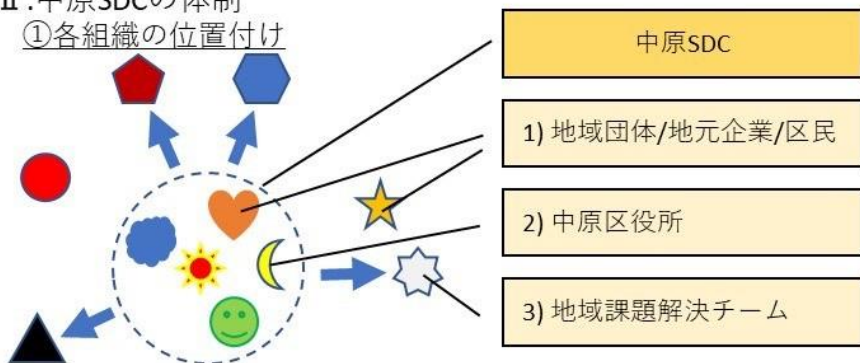 Ⅱ.中原SDCの体制
①各組織の位置付け
中原SDC
1) 地域団体/地元企業/区民
2) 中原区役所
3) 地域課題解決チーム